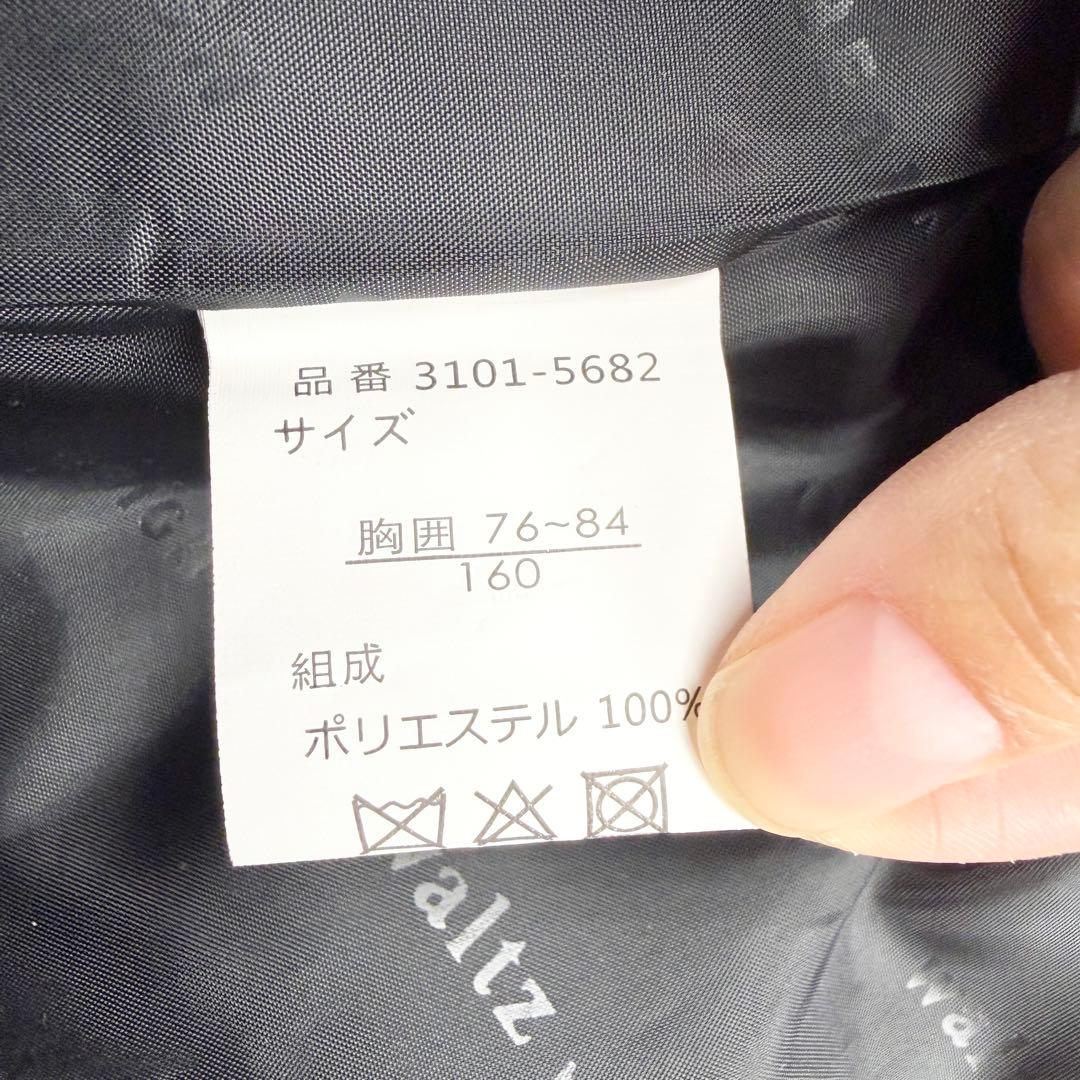 品番 3101-5682
サイズ
胸囲 76~84
160
組成
ポリエステル 100%
waltz